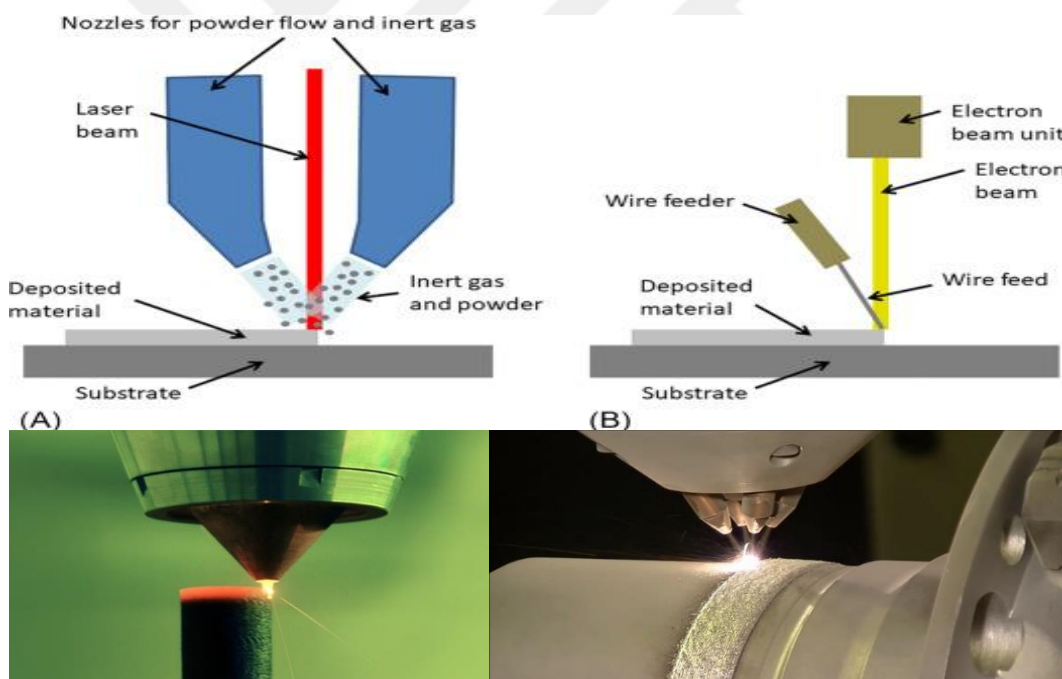 Nozzles for powder flow and inert gas
Laser
beam
Inert gas
and powder
Deposited
material
Substrate
(A)
Electron
beam unit
Electron
beam
Wire feeder
Wire feed
Deposited
material
Substrate
(B)